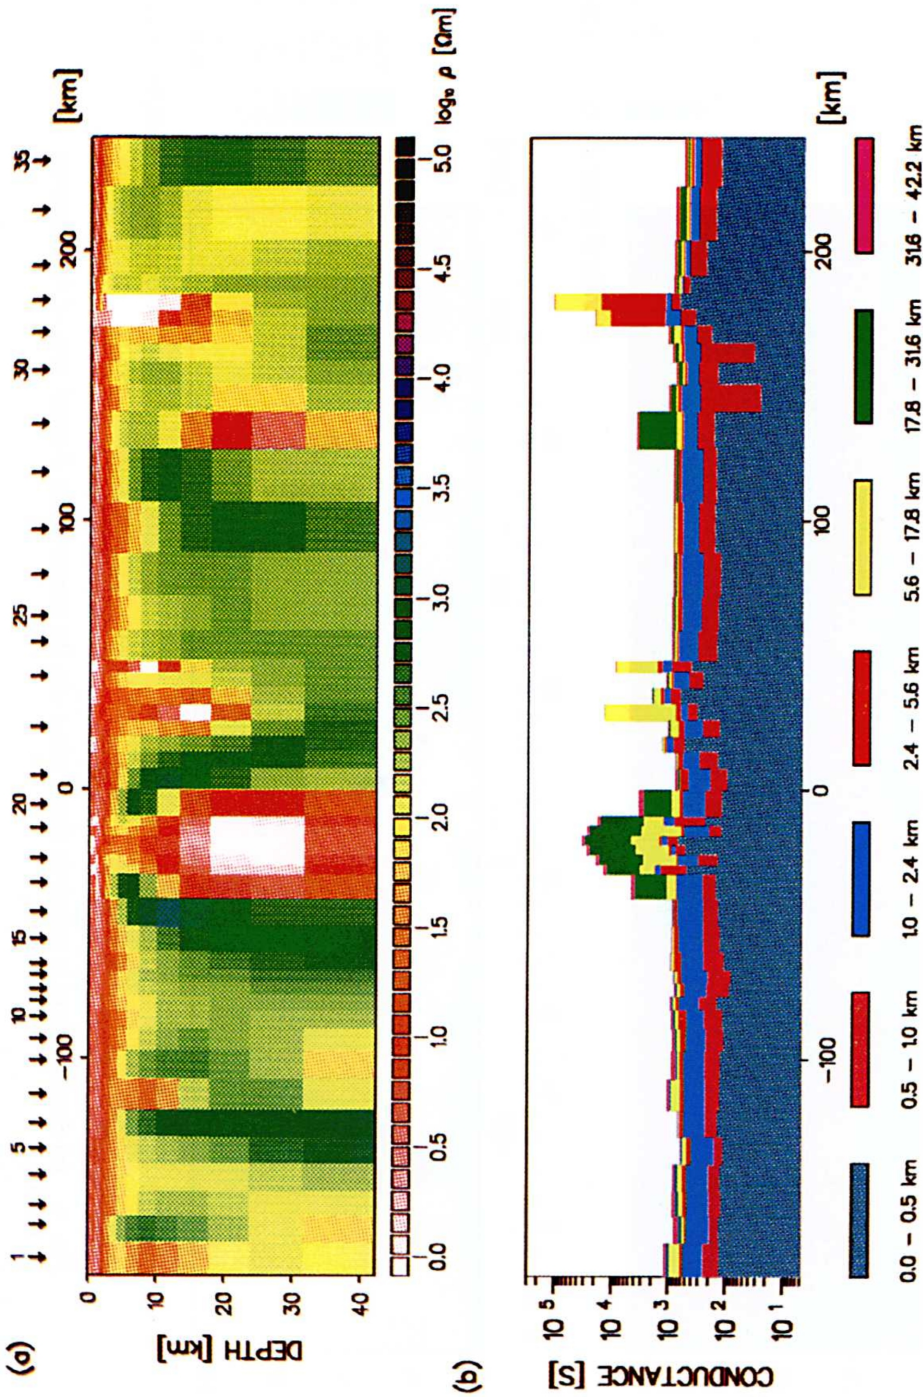 (a)
1 5 10 15 20 25 30 35
-100 0 100 200 [km]
DEPTH [km]
0
10
20
30
40
0.0 0.5 1.0 1.5 2.0 2.5 3.0 3.5 4.0 4.5 5.0 log₁₀ ρ [Ωm]
(b)
CONDUCTANCE [S]
10 5
10 4
10 3
10 2
10 1
-100 0 100 200 [km]
0.0 – 0.5 km 0.5 – 1.0 km 1.0 – 2.4 km 2.4 – 5.6 km 5.6 – 17.8 km 17.8 – 31.6 km 31.6 – 42.2 km